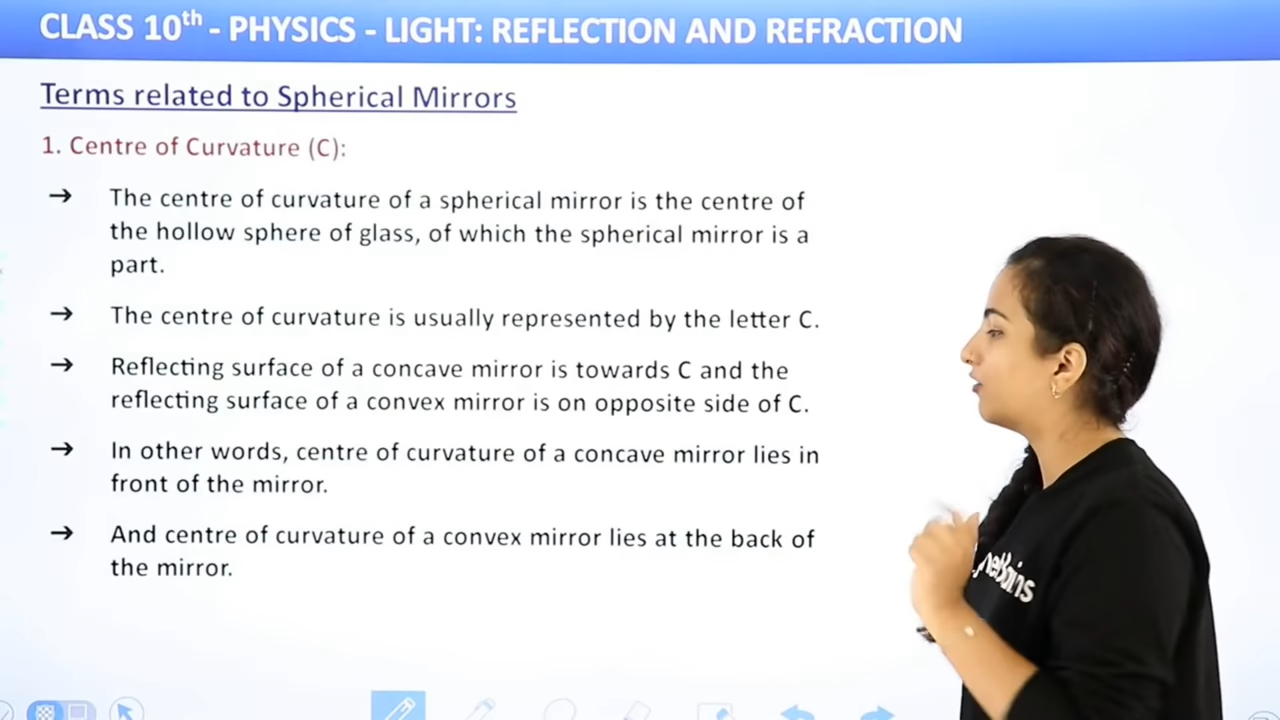 CLASS 10th - PHYSICS - LIGHT: REFLECTION AND REFRACTION
Terms related to Spherical Mirrors
1. Centre of Curvature (C):
→ The centre of curvature of a spherical mirror is the centre of
the hollow sphere of glass, of which the spherical mirror is a
part.
→ The centre of curvature is usually represented by the letter C.
→ Reflecting surface of a concave mirror is towards C and the
reflecting surface of a convex mirror is on opposite side of C.
→ In other words, centre of curvature of a concave mirror lies in
front of the mirror.
→ And centre of curvature of a convex mirror lies at the back of
the mirror.